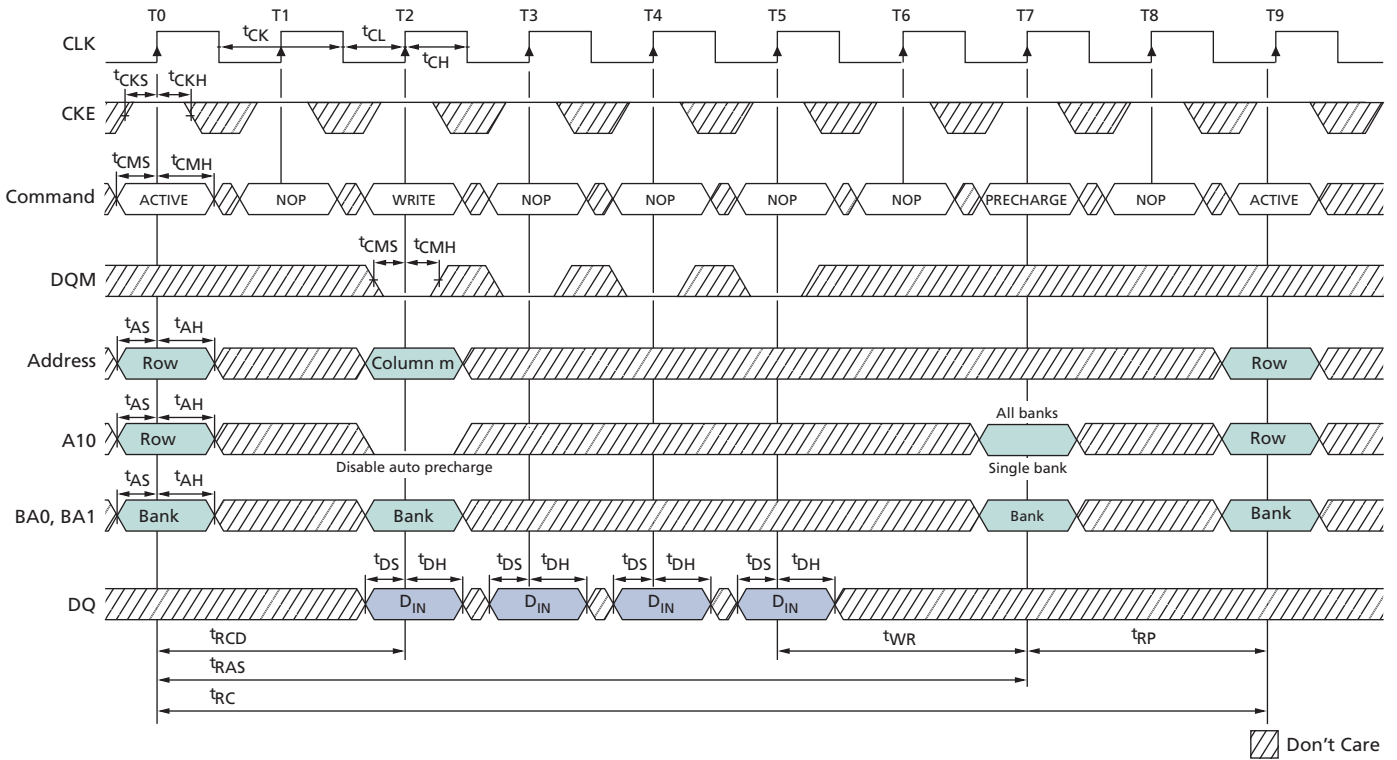 T0 T1 T2 T3 T4 T5 T6 T7 T8 T9
CLK tCK tCL tCH
tCKS tCKH
CKE
tCMS tCMH
Command ACTIVE NOP WRITE NOP NOP NOP NOP PRECHARGE NOP ACTIVE
tCMS tCMH
DQM
tAS tAH
Address Row Column m Row
tAS tAH All banks
A10 Row Row
Disable auto precharge Single bank
tAS tAH
BA0, BA1 Bank Bank Bank Bank
tDS tDH tDS tDH tDS tDH tDS tDH
DQ DIN DIN DIN DIN
tRCD tWR tRP
tRAS
tRC
Don't Care